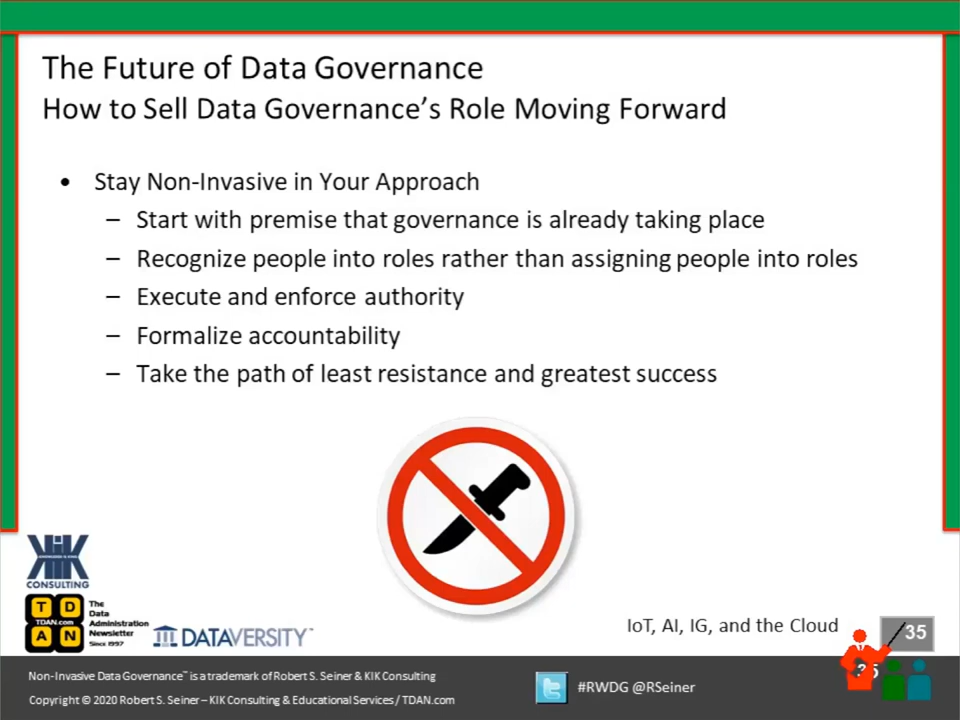 The Future of Data Governance
How to Sell Data Governance's Role Moving Forward
• Stay Non-Invasive in Your Approach
– Start with premise that governance is already taking place
– Recognize people into roles rather than assigning people into roles
– Execute and enforce authority
– Formalize accountability
– Take the path of least resistance and greatest success
KIK
CONSULTING
T D
TDAN.com
A N
The
Data
Administration
Newsletter
Since 1997
DATAVERSITY™
IoT, AI, IG, and the Cloud
35
35
Non-Invasive Data Governance™ is a trademark of Robert S. Seiner & KIK Consulting
Copyright © 2020 Robert S. Seiner – KIK Consulting & Educational Services / TDAN.com
#RWDG @RSeiner